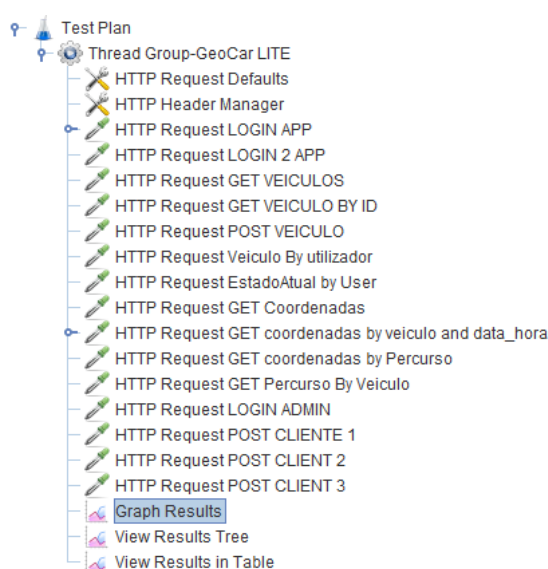 Test Plan
Thread Group-GeoCar LITE
HTTP Request Defaults
HTTP Header Manager
HTTP Request LOGIN APP
HTTP Request LOGIN 2 APP
HTTP Request GET VEICULOS
HTTP Request GET VEICULO BY ID
HTTP Request POST VEICULO
HTTP Request Veiculo By utilizador
HTTP Request EstadoAtual by User
HTTP Request GET Coordenadas
HTTP Request GET coordenadas by veiculo and data_hora
HTTP Request GET coordenadas by Percurso
HTTP Request GET Percurso By Veiculo
HTTP Request LOGIN ADMIN
HTTP Request POST CLIENTE 1
HTTP Request POST CLIENT 2
HTTP Request POST CLIENT 3
Graph Results
View Results Tree
View Results in Table